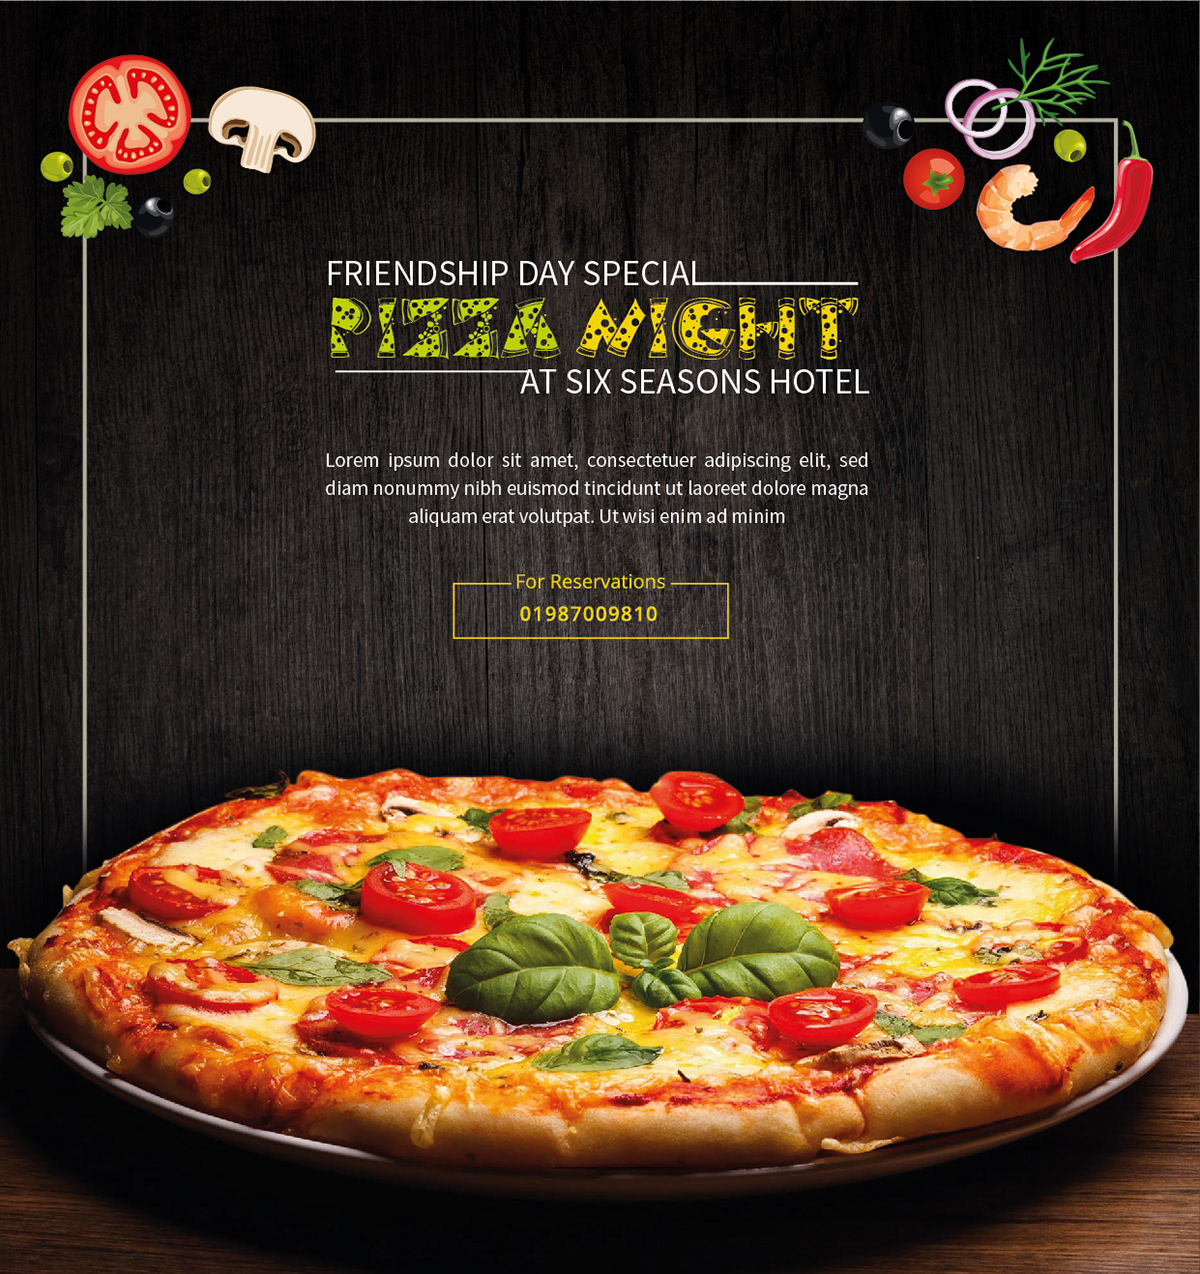 FRIENDSHIP DAY SPECIAL
PIZZA NIGHT
AT SIX SEASONS HOTEL
Lorem ipsum dolor sit amet, consectetuer adipiscing elit, sed
diam nonummy nibh euismod tincidunt ut laoreet dolore magna
aliquam erat volutpat. Ut wisi enim ad minim
For Reservations
01987009810